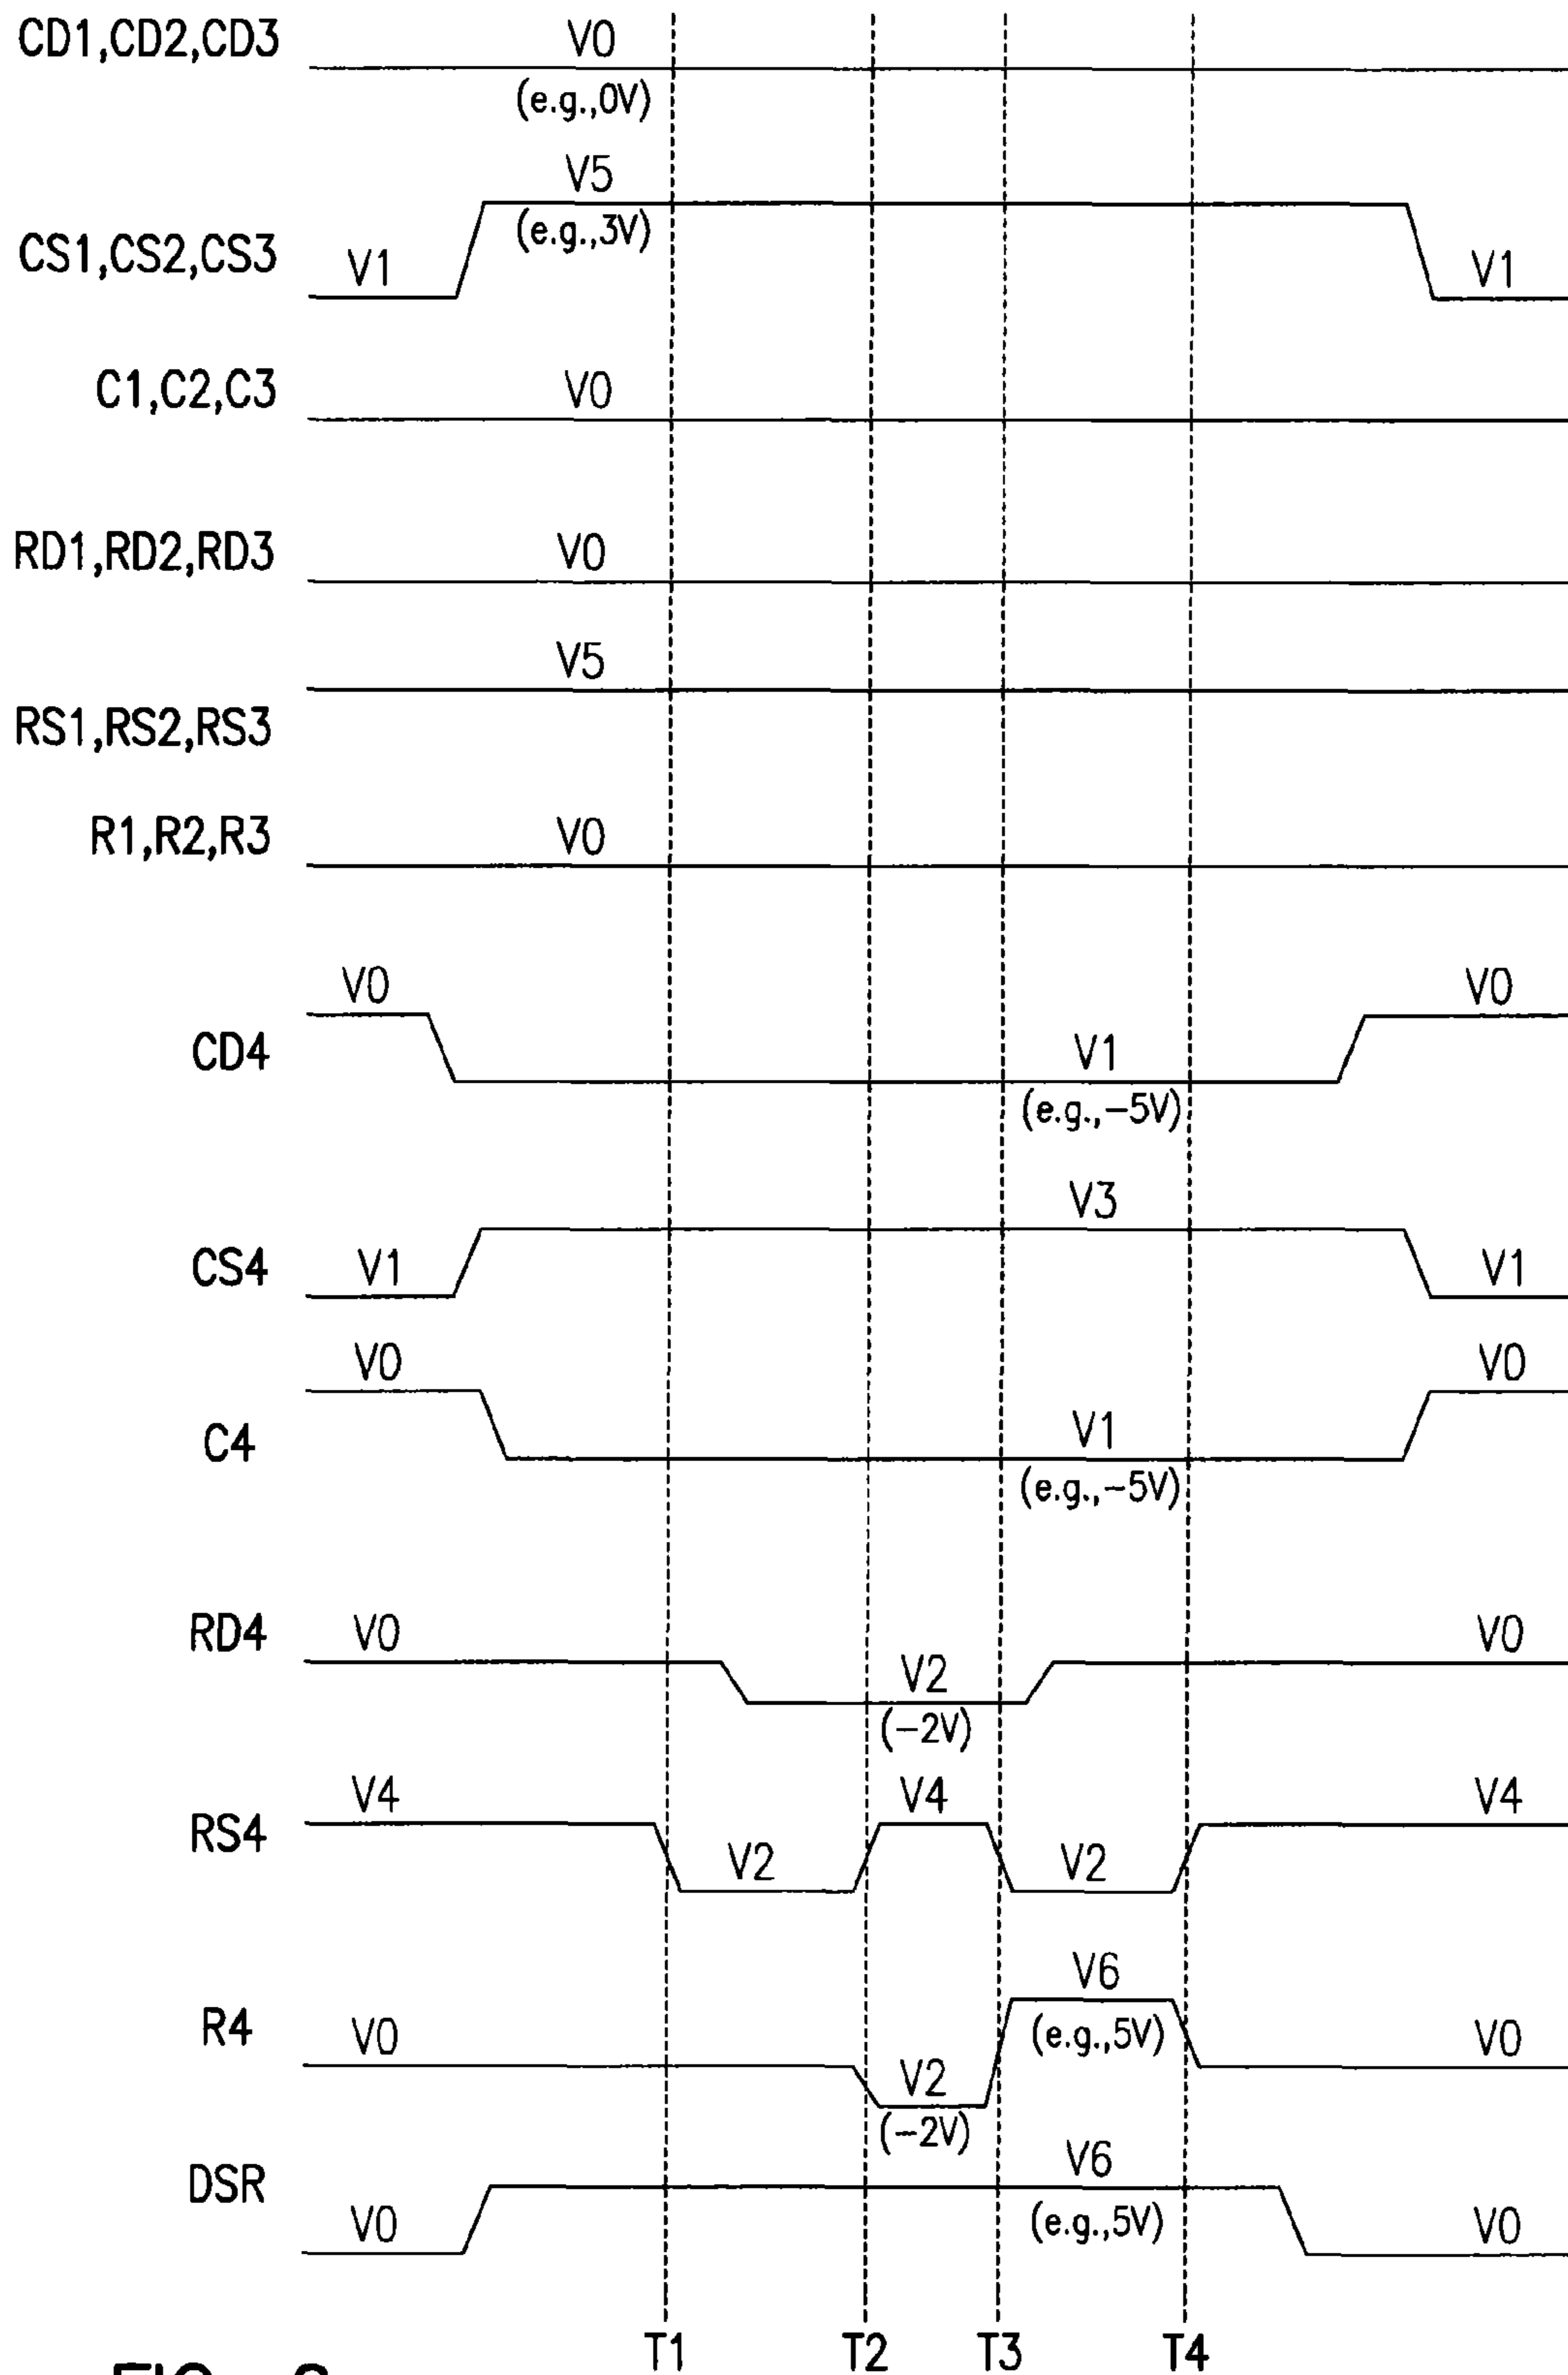 CD1,CD2,CD3 V0
(e.g.,0V)
V5
(e.g.,3V)
CS1,CS2,CS3 V1 V1
C1,C2,C3 V0
RD1,RD2,RD3 V0
V5
RS1,RS2,RS3
R1,R2,R3 V0
V0 V0
CD4 V1
(e.g.,-5V)
V3
CS4 V1 V1
V0 V0
C4 V1
(e.g.,-5V)
RD4 V0 V0
V2
(-2V)
V4 V4 V4
RS4 V2 V2
V6
R4 V0 (e.g.,5V) V0
V2
(-2V)
V6
DSR
V0 (e.g.,5V) V0
T1 T2 T3 T4